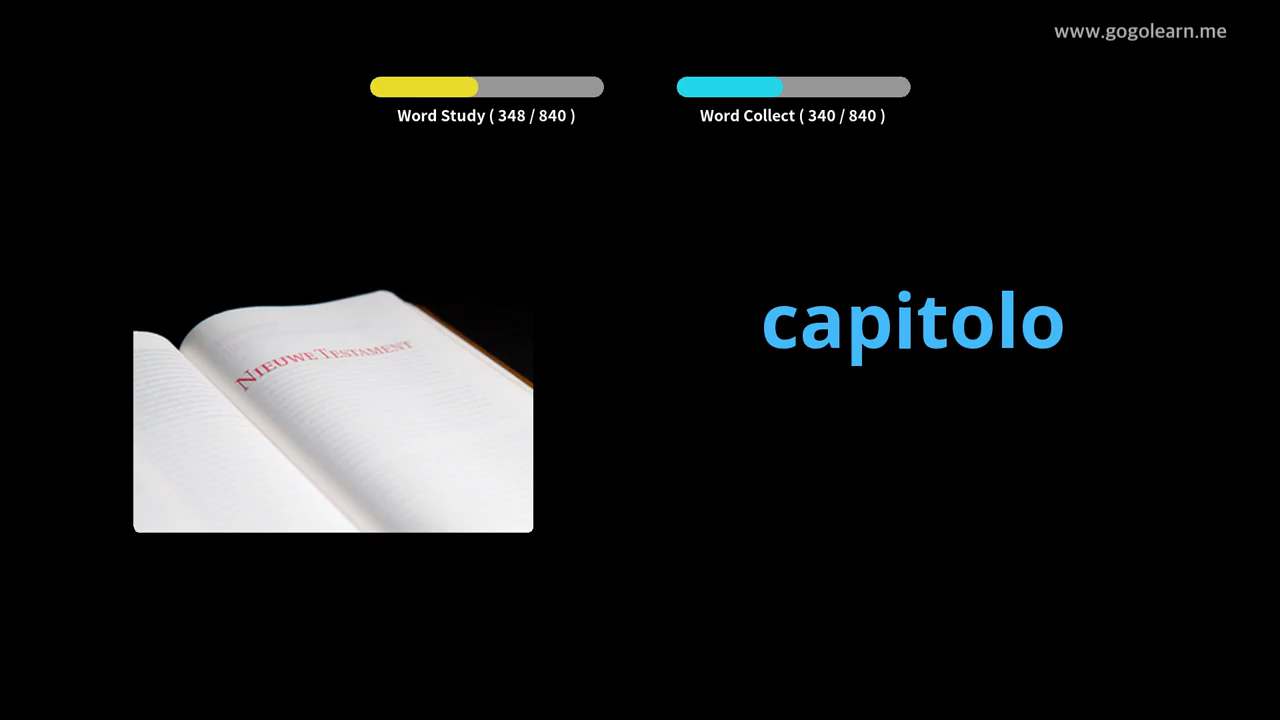 www.gogolearn.me
Word Study ( 348 / 840 )
Word Collect ( 340 / 840 )
NIEUWE TESTAMENT
capitolo